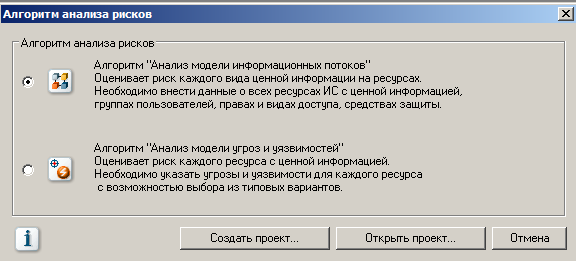 Алгоритм анализа рисков
Алгоритм анализа рисков
Алгоритм "Анализ модели информационных потоков"
Оценивает риск каждого вида ценной информации на ресурсах.
Необходимо внести данные о всех ресурсах ИС с ценной информацией,
группах пользователей, правах и видах доступа, средствах защиты.
Алгоритм "Анализ модели угроз и уязвимостей"
Оценивает риск каждого ресурса с ценной информацией.
Необходимо указать угрозы и уязвимости для каждого ресурса
с возможностью выбора из типовых вариантов.
Создать проект...
Открыть проект...
Отмена